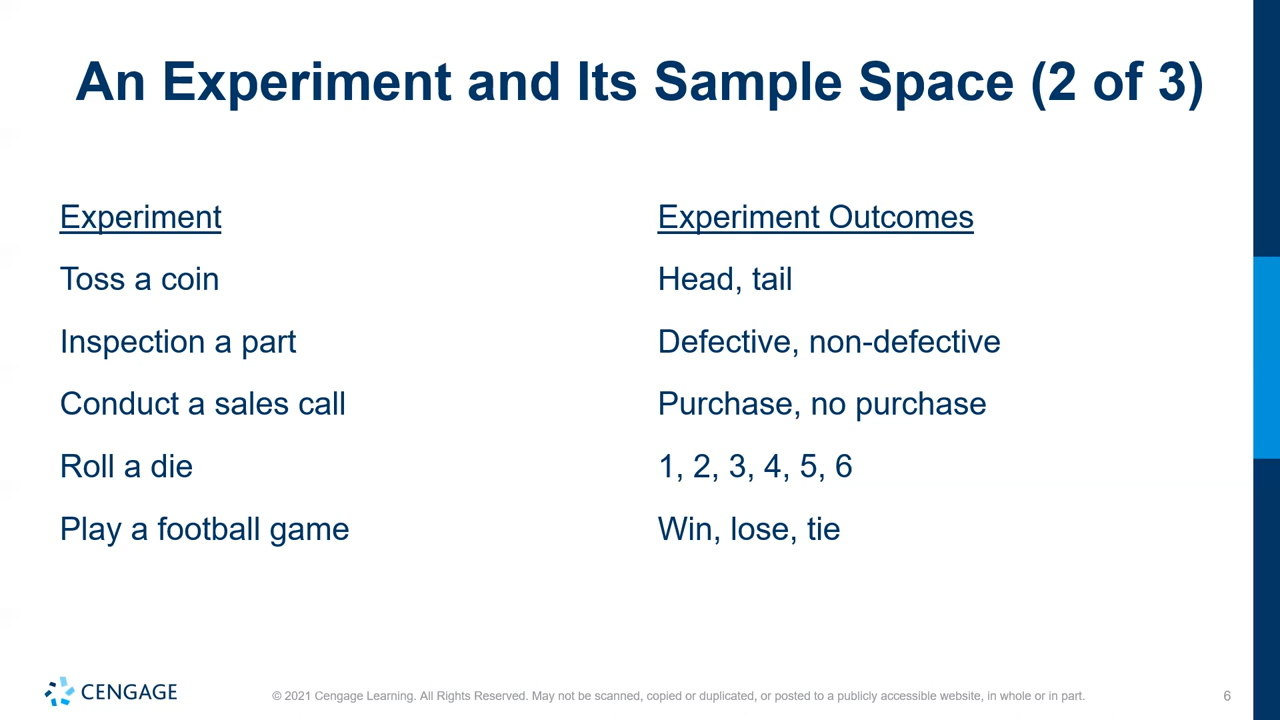 An Experiment and Its Sample Space (2 of 3)
Experiment
Experiment Outcomes
Toss a coin
Head, tail
Inspection a part
Defective, non-defective
Conduct a sales call
Purchase, no purchase
Roll a die
1, 2, 3, 4, 5, 6
Play a football game
Win, lose, tie
CENGAGE
© 2021 Cengage Learning. All Rights Reserved. May not be scanned, copied or duplicated, or posted to a publicly accessible website, in whole or in part.
6